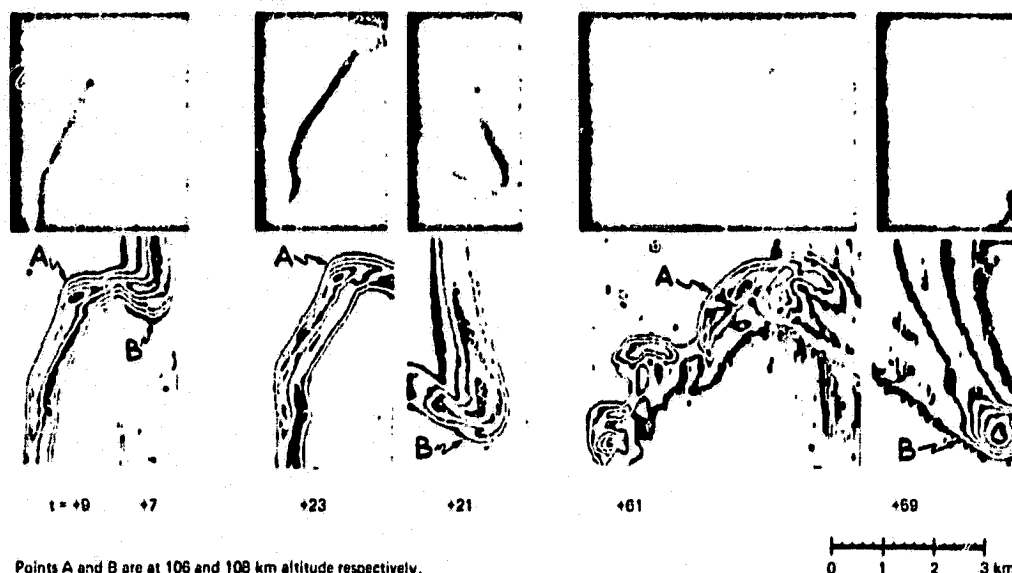 A
B
A
B
A
B
t = +9 +7 +23 +21 +61 +59
Points A and B are at 106 and 108 km altitude respectively.
0 1 2 3 km